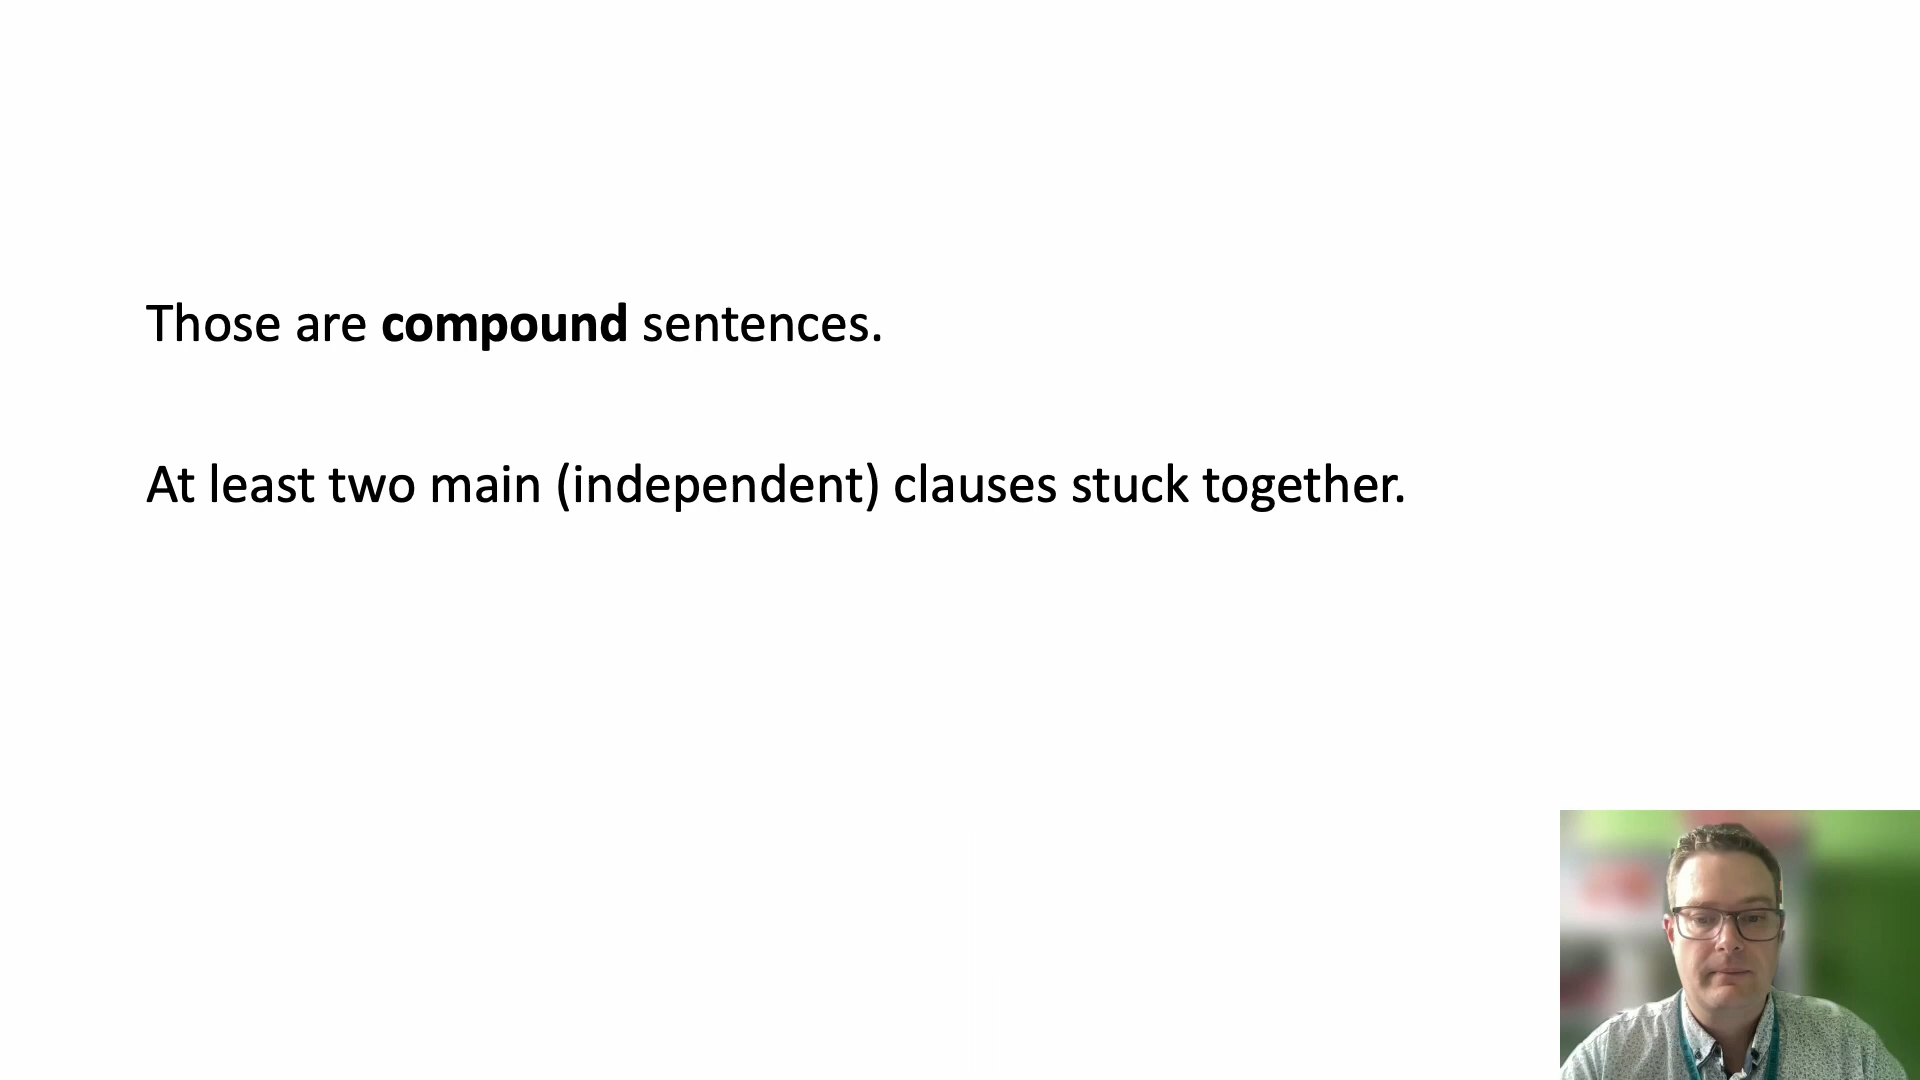 Those are compound sentences.
At least two main (independent) clauses stuck together.